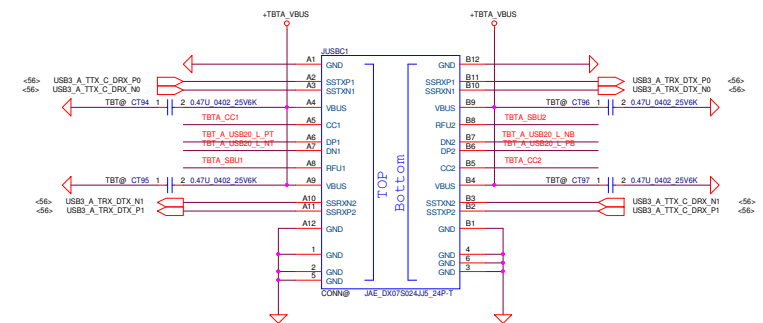 +TBTA_VBUS +TBTA_VBUS
JUSBC1
A1 GND GND B12
<56> USB3_A_TTX_C_DRX_P0 A2 SSTXP1 SSRXP1 B11 USB3_A_TRX_DTX_P0 <56>
<56> USB3_A_TTX_C_DRX_N0 A3 SSTXN1 SSRXN1 B10 USB3_A_TRX_DTX_N0 <56>
TBT@ CT94 1 2 0.47U_0402_25V6K A4 VBUS VBUS B9 TBT@ CT96 1 2 0.47U_0402_25V6K
TBTA_CC1 A5 CC1 RFU2 B8 TBTA_SBU2
TBT_A_USB20_L_PT A6 DP1 DN2 B7 TBT_A_USB20_L_NB
TBT_A_USB20_L_NT A7 DN1 DP2 B6 TBT_A_USB20_L_PB
TBTA_SBU1 A8 RFU1 CC2 B5 TBTA_CC2
TBT@ CT95 1 2 0.47U_0402_25V6K A9 VBUS VBUS B4 TBT@ CT97 1 2 0.47U_0402_25V6K
<56> USB3_A_TRX_DTX_N1 A10 SSRXN2 SSTXN2 B3 USB3_A_TTX_C_DRX_N1 <56>
<56> USB3_A_TRX_DTX_P1 A11 SSRXP2 SSTXP2 B2 USB3_A_TTX_C_DRX_P1 <56>
A12 GND GND B1
1 GND GND 4
GND 6
2 GND GND 3
5 GND
TOP
Bottom
CONN@ JAE_DX07S024JJ5_24P-T